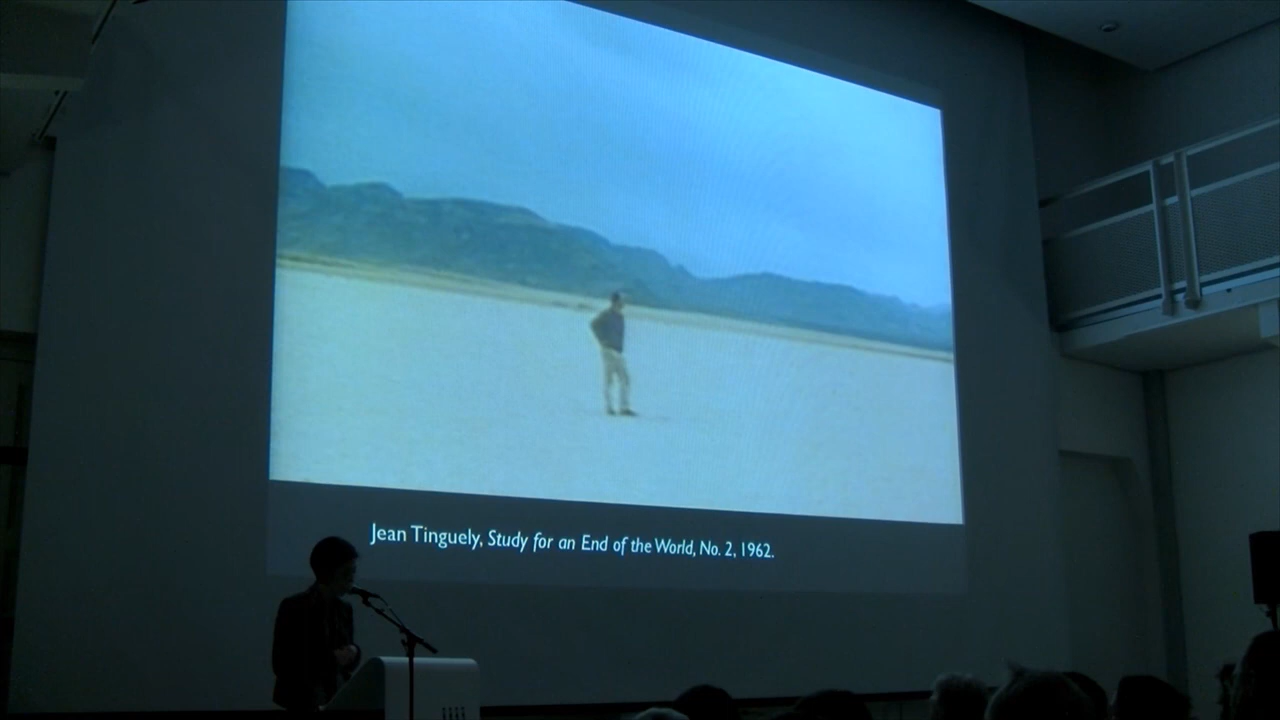 Jean Tinguely, Study for an End of the World, No. 2, 1962.